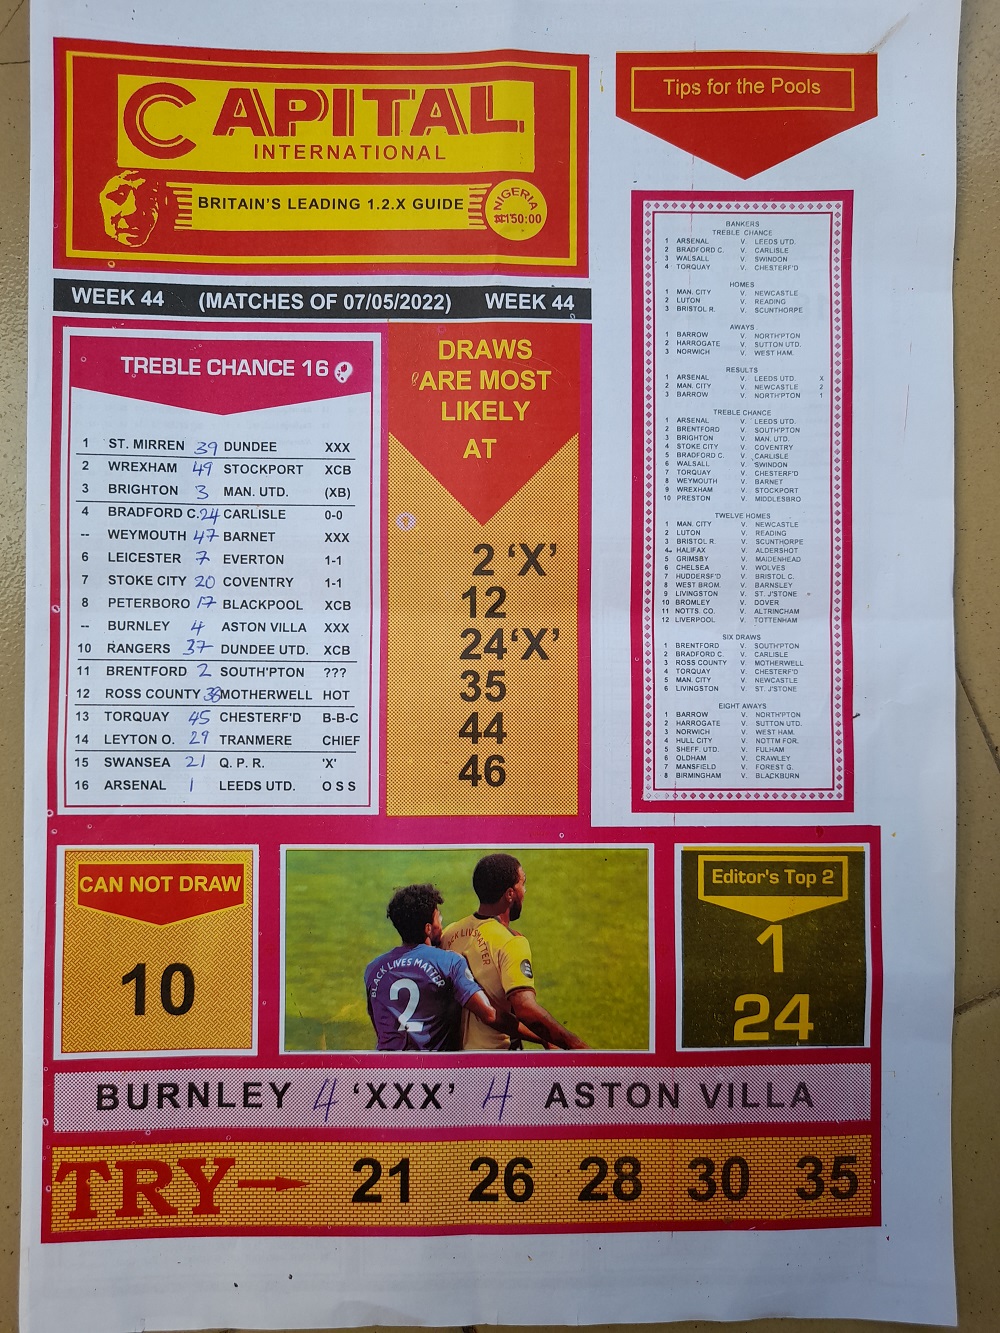 CAPITAL
INTERNATIONAL
BRITAIN'S LEADING 1.2.X GUIDE
NIGERIA
₦150:00
Tips for the Pools
WEEK 44 (MATCHES OF 07/05/2022) WEEK 44
TREBLE CHANCE 16
1 ST. MIRREN 39 DUNDEE XXX
2 WREXHAM 49 STOCKPORT XCB
3 BRIGHTON 3 MAN. UTD. (XB)
4 BRADFORD C. 24 CARLISLE 0-0
-- WEYMOUTH 47 BARNET XXX
6 LEICESTER 7 EVERTON 1-1
7 STOKE CITY 20 COVENTRY 1-1
8 PETERBORO 17 BLACKPOOL XCB
-- BURNLEY 4 ASTON VILLA XXX
10 RANGERS 37 DUNDEE UTD. XCB
11 BRENTFORD 2 SOUTH'PTON ???
12 ROSS COUNTY 38 MOTHERWELL HOT
13 TORQUAY 45 CHESTERF'D B-B-C
14 LEYTON O. 29 TRANMERE CHIEF
15 SWANSEA 21 Q. P. R. 'X'
16 ARSENAL 1 LEEDS UTD. O S S
DRAWS
ARE MOST
LIKELY
AT
2 'X'
12
24 'X'
35
44
46
BANKERS
TREBLE CHANCE
1 ARSENAL V. LEEDS UTD.
2 BRADFORD C. V. CARLISLE
3 WALSALL V. SWINDON
4 TORQUAY V. CHESTERF'D
HOMES
1 MAN. CITY V. NEWCASTLE
2 LUTON V. READING
3 BRISTOL R. V. SCUNTHORPE
AWAYS
1 BARROW V. NORTH'PTON
2 HARROGATE V. SUTTON UTD.
3 NORWICH V. WEST HAM.
RESULTS
1 ARSENAL V. LEEDS UTD. X
2 MAN. CITY V. NEWCASTLE 2
3 BARROW V. NORTH'PTON 1
TREBLE CHANCE
1 ARSENAL V. LEEDS UTD.
2 BRENTFORD V. SOUTH'PTON
3 BRIGHTON V. MAN. UTD.
4 STOKE CITY V. COVENTRY
5 BRADFORD C. V. CARLISLE
6 WALSALL V. SWINDON
7 TORQUAY V. CHESTERF'D
8 WEYMOUTH V. BARNET
9 WREXHAM V. STOCKPORT
10 PRESTON V. MIDDLESBRO
TWELVE HOMES
1 MAN. CITY V. NEWCASTLE
2 LUTON V. READING
3 BRISTOL R. V. SCUNTHORPE
4 HALIFAX V. ALDERSHOT
5 GRIMSBY V. MAIDENHEAD
6 CHELSEA V. WOLVES
7 HUDDERSF'D V. BRISTOL C.
8 WEST BROM. V. BARNSLEY
9 LIVINGSTON V. ST. J'STONE
10 BROMLEY V. DOVER
11 NOTTS. CO. V. ALTRINCHAM
12 LIVERPOOL V. TOTTENHAM
SIX DRAWS
1 BRENTFORD V. SOUTH'PTON
2 BRADFORD C. V. CARLISLE
3 ROSS COUNTY V. MOTHERWELL
4 TORQUAY V. CHESTERF'D
5 MAN. CITY V. NEWCASTLE
6 LIVINGSTON V. ST. J'STONE
EIGHT AWAYS
1 BARROW V. NORTH'PTON
2 HARROGATE V. SUTTON UTD.
3 NORWICH V. WEST HAM.
4 HULL CITY V. NOTTM FOR.
5 SHEFF. UTD. V. FULHAM
6 OLDHAM V. CRAWLEY
7 MANSFIELD V. FOREST G.
8 BIRMINGHAM V. BLACKBURN
CAN NOT DRAW
10
BLACK LIVES MATTER
2
ACK LIVES MATTER
Editor's Top 2
1
24
BURNLEY 4 'XXX' 4 ASTON VILLA
TRY 21 26 28 30 35